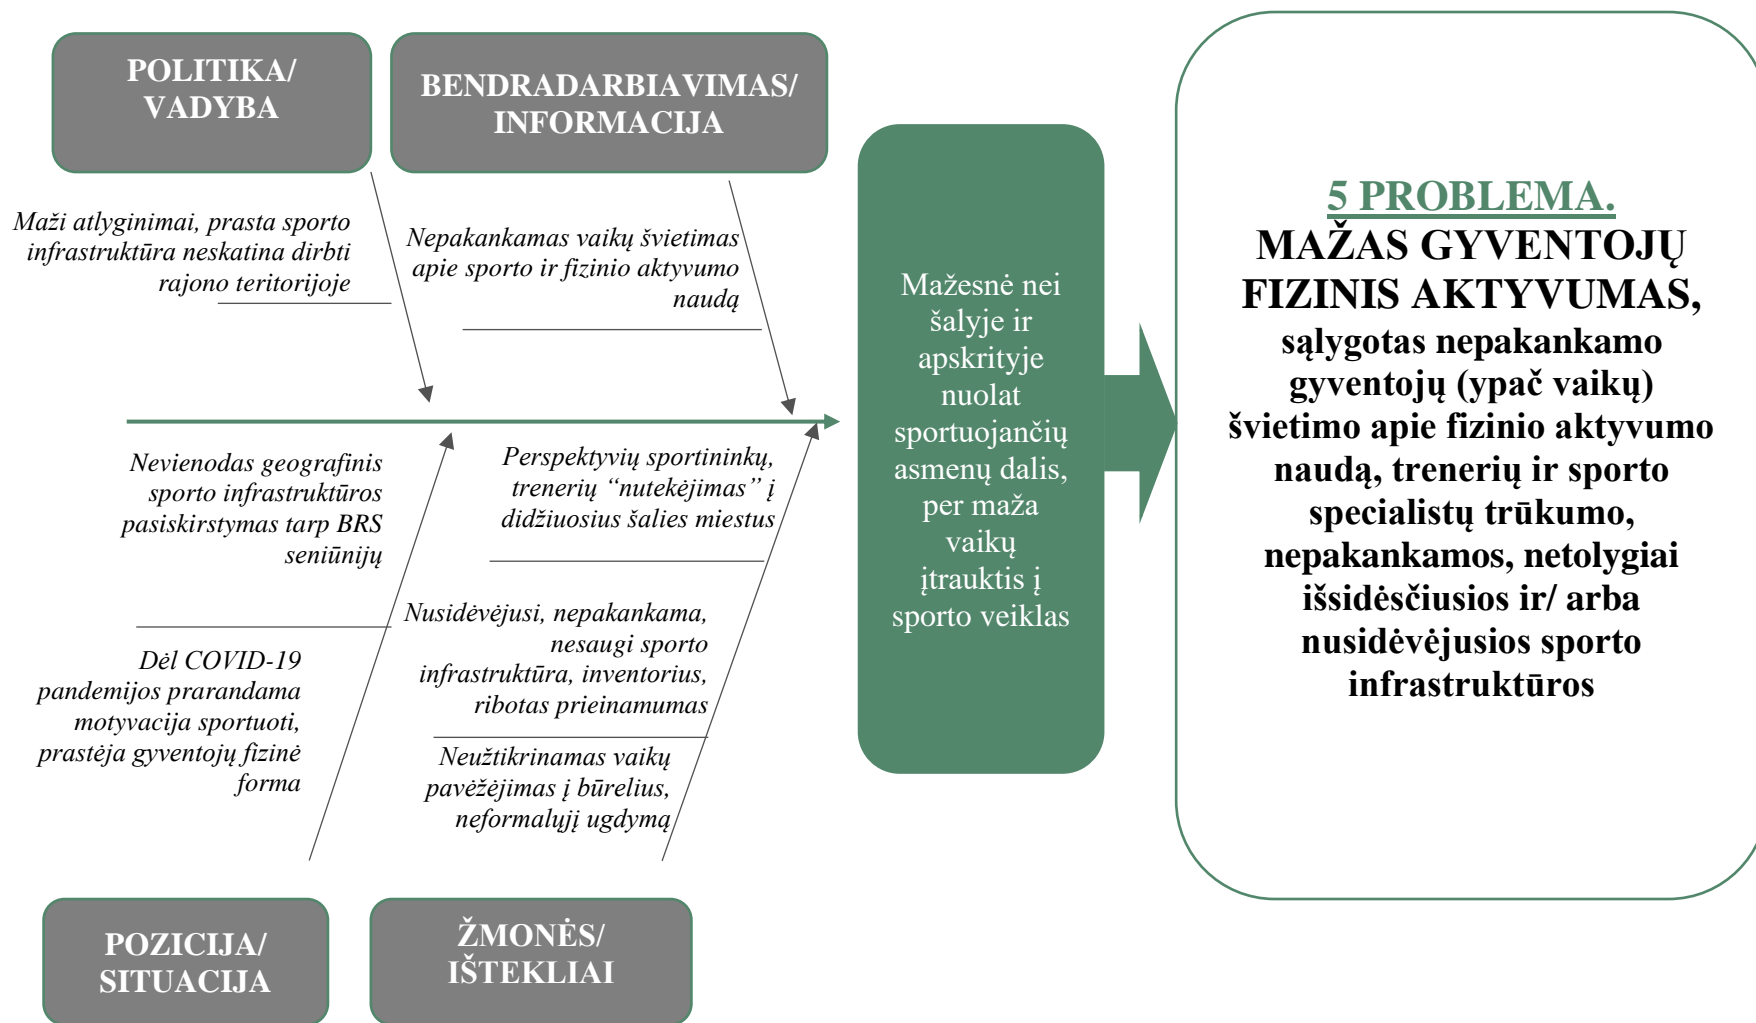 POLITIKA/
VADYBA
BENDRADARBIAVIMAS/
INFORMACIJA
Maži atlyginimai, prasta sporto
infrastruktūra neskatina dirbti
rajono teritorijoje
Nepakankamas vaikų švietimas
apie sporto ir fizinio aktyvumo
naudą
Nevienodas geografinis
sporto infrastruktūros
pasiskirstymas tarp BRS
seniūnijų
Dėl COVID-19
pandemijos prarandama
motyvacija sportuoti,
prastėja gyventojų fizinė
forma
Perspektyvių sportininkų,
trenerių “nutekėjimas” į
didžiuosius šalies miestus
Nusidėvėjusi, nepakankama,
nesaugi sporto
infrastruktūra, inventorius,
ribotas prieinamumas
Neužtikrinamas vaikų
pavėžėjimas į būrelius,
neformalųjį ugdymą
POZICIJA/
SITUACIJA
ŽMONĖS/
IŠTEKLIAI
Mažesnė nei
šalyje ir
apskrityje
nuolat
sportuojančių
asmenų dalis,
per maža
vaikų
įtrauktis į
sporto veiklas
5 PROBLEMA.
MAŽAS GYVENTOJŲ
FIZINIS AKTYVUMAS,
sąlygotas nepakankamo
gyventojų (ypač vaikų)
švietimo apie fizinio aktyvumo
naudą, trenerių ir sporto
specialistų trūkumo,
nepakankamos, netolygiai
išsidėsčiusios ir/ arba
nusidėvėjusios sporto
infrastruktūros